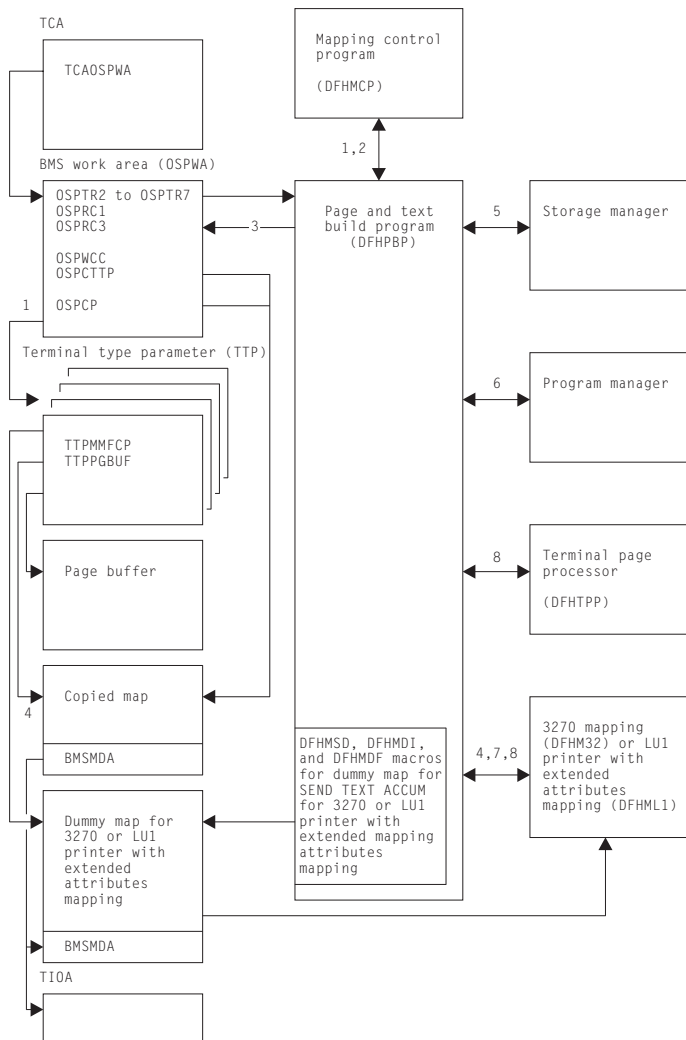 TCA
TCAOSPWA
Mapping control
program
(DFHMCP)
1,2
BMS work area (OSPWA)
OSPTR2 to OSPTR7
OSPRC1
OSPRC3
OSPWCC
OSPCTTP
OSPCP
3
1
Page and text
build program
(DFHPBP)
5
Storage manager
Terminal type parameter (TTP)
6
Program manager
TTPMMFCP
TTPPGBUF
Page buffer
8
Terminal page
processor
(DFHTPP)
Copied map
4
BMSMDA
DFHMSD, DFHMDI,
and DFHMDF macros
for dummy map for
SEND TEXT ACCUM
for 3270 or LU1
printer with
extended mapping
attributes
mapping
4,7,8
3270 mapping
(DFHM32) or LU1
printer with
extended
attributes
mapping (DFHML1)
Dummy map for
3270 or LU1
printer with
extended
attributes
mapping
BMSMDA
TIOA